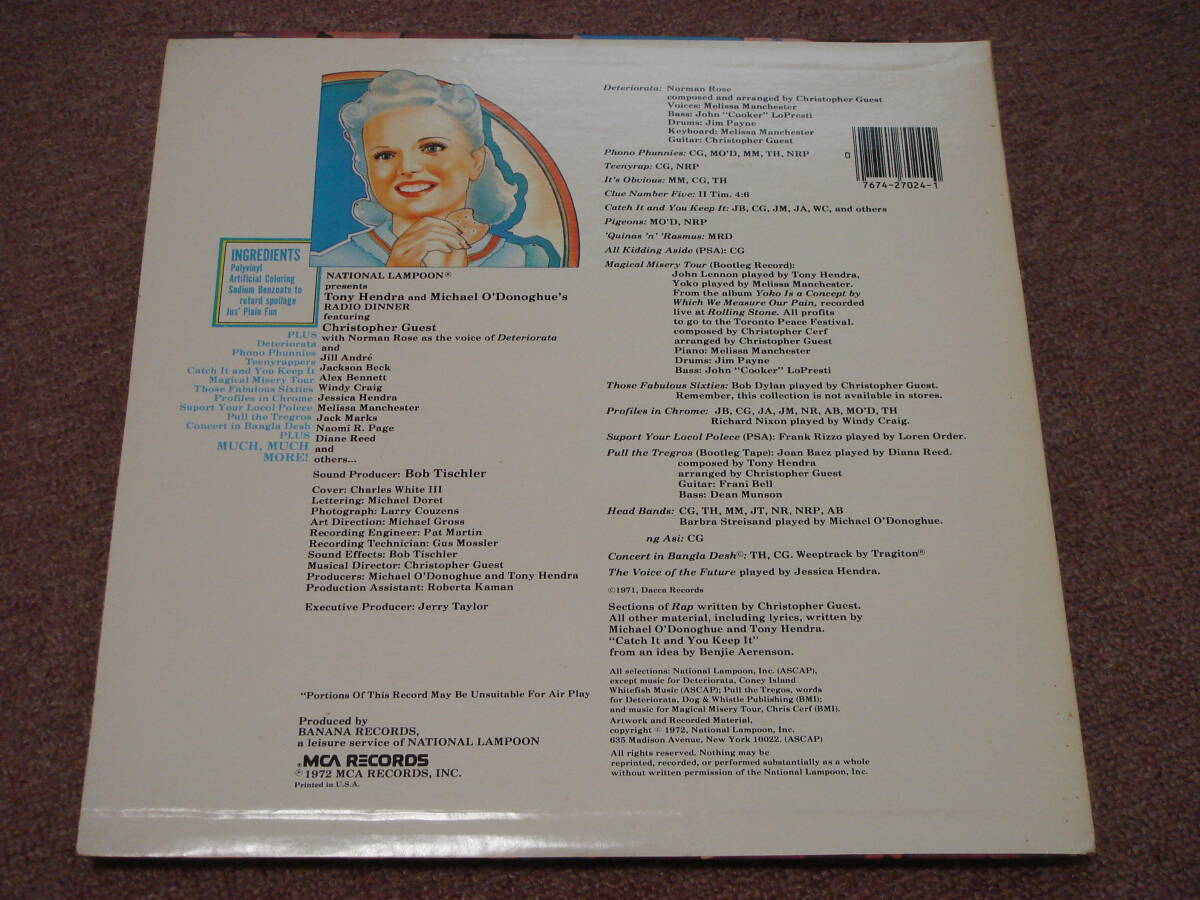 INGREDIENTS
Polyvinyl
Artificial Coloring
Sodium Benzoate to
retard spoilage
Jus' Plain Fun
PLUS
Deteriorata
Phono Phunnies
Teenyrappers
Catch It and You Keep It
Magical Misery Tour
Those Fabulous Sixties
Profiles in Chrome
Suport Your Locol Polece
Pull the Tregros
Concert in Bangla Desh
PLUS
MUCH, MUCH
MORE!
NATIONAL LAMPOON®
presents
Tony Hendra and Michael O'Donoghue's
RADIO DINNER
featuring
Christopher Guest
with Norman Rose as the voice of Deteriorata
and
Jill André
Jackson Beck
Alex Bennett
Windy Craig
Jessica Hendra
Melissa Manchester
Jack Marks
Naomi R. Page
Diane Reed
and
others...
Sound Producer: Bob Tischler
Cover: Charles White III
Lettering: Michael Doret
Photograph: Larry Couzens
Art Direction: Michael Gross
Recording Engineer: Pat Martin
Recording Technician: Gus Mossler
Sound Effects: Bob Tischler
Musical Director: Christopher Guest
Producers: Michael O'Donoghue and Tony Hendra
Production Assistant: Roberta Kaman
Executive Producer: Jerry Taylor
"Portions Of This Record May Be Unsuitable For Air Play
Produced by
BANANA RECORDS,
a leisure service of NATIONAL LAMPOON
MCA RECORDS
℗ 1972 MCA RECORDS, INC.
Printed in U.S.A.
Deteriorata: Norman Rose
composed and arranged by Christopher Guest
Voices: Melissa Manchester
Bass: John "Cooker" LoPresti
Drums: Jim Payne
Keyboard: Melissa Manchester
Guitar: Christopher Guest
Phono Phunnies: CG, MO'D, MM, TH, NRP
Teenyrap: CG, NRP
It's Obvious: MM, CG, TH
Clue Number Five: II Tim. 4:6
Catch It and You Keep It: JB, CG, JM, JA, WC, and others
Pigeons: MO'D, NRP
'Quinas 'n' 'Rasmus: MRD
All Kidding Aside (PSA): CG
Magical Misery Tour (Bootleg Record):
John Lennon played by Tony Hendra,
Yoko played by Melissa Manchester.
From the album Yoko Is a Concept by
Which We Measure Our Pain, recorded
live at Rolling Stone. All profits
to go to the Toronto Peace Festival.
composed by Christopher Cerf
arranged by Christopher Guest
Piano: Melissa Manchester
Drums: Jim Payne
Bass: John "Cooker" LoPresti
Those Fabulous Sixties: Bob Dylan played by Christopher Guest.
Remember, this collection is not available in stores.
Profiles in Chrome: JB, CG, JA, JM, NR, AB, MO'D, TH
Richard Nixon played by Windy Craig.
Suport Your Locol Polece (PSA): Frank Rizzo played by Loren Order.
Pull the Tregros (Bootleg Tape): Joan Baez played by Diana Reed.
composed by Tony Hendra
arranged by Christopher Guest
Guitar: Frani Bell
Bass: Dean Munson
Head Bands: CG, TH, MM, JT, NR, NRP, AB
Barbra Streisand played by Michael O'Donoghue.
ng Asi: CG
Concert in Bangla Desh©: TH, CG. Weeptrack by Tragiton®
The Voice of the Future played by Jessica Hendra.
©1971, Dacca Records
Sections of Rap written by Christopher Guest.
All other material, including lyrics, written by
Michael O'Donoghue and Tony Hendra.
"Catch It and You Keep It"
from an idea by Benjie Aerenson.
All selections: National Lampoon, Inc. (ASCAP),
except music for Deteriorata, Coney Island
Whitefish Music (ASCAP); Pull the Tregos, words
for Deteriorata, Dog & Whistle Publishing (BMI);
and music for Magical Misery Tour, Chris Cerf (BMI).
Artwork and Recorded Material,
copyright © 1972, National Lampoon, Inc.
635 Madison Avenue, New York 10022. (ASCAP)
All rights reserved. Nothing may be
reprinted, recorded, or performed substantially as a whole
without written permission of the National Lampoon, Inc.
0
7674-27024-1